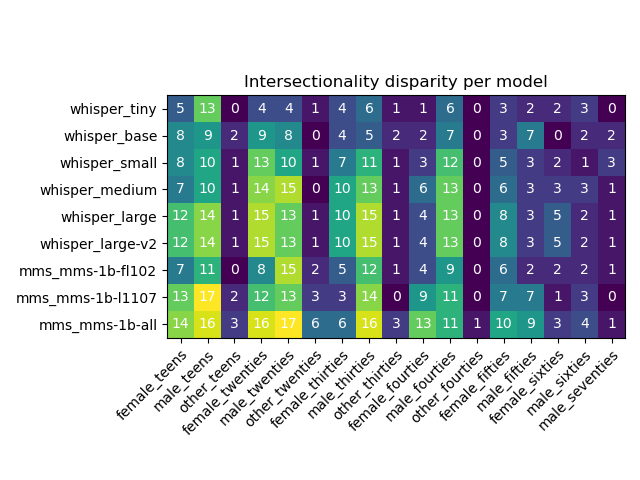 Intersectionality disparity per model
whisper_tiny 5 13 0 4 4 1 4 6 1 1 6 0 3 2 2 3 0
whisper_base 8 9 2 9 8 0 4 5 2 2 7 0 3 7 0 2 2
whisper_small 8 10 1 13 10 1 7 11 1 3 12 0 5 3 2 1 3
whisper_medium 7 10 1 14 15 0 10 13 1 6 13 0 6 3 3 3 1
whisper_large 12 14 1 15 13 1 10 15 1 4 13 0 8 3 5 2 1
whisper_large-v2 12 14 1 15 13 1 10 15 1 4 13 0 8 3 5 2 1
mms_mms-1b-fl102 7 11 0 8 15 2 5 12 1 4 9 0 6 2 2 2 1
mms_mms-1b-l1107 13 17 2 12 13 3 3 14 0 9 11 0 7 7 1 3 0
mms_mms-1b-all 14 16 3 16 17 6 6 16 3 13 11 1 10 9 3 4 1
female_teens
male_teens
other_teens
female_twenties
male_twenties
other_twenties
female_thirties
male_thirties
other_thirties
female_fourties
male_fourties
other_fourties
female_fifties
male_fifties
female_sixties
male_sixties
male_seventies